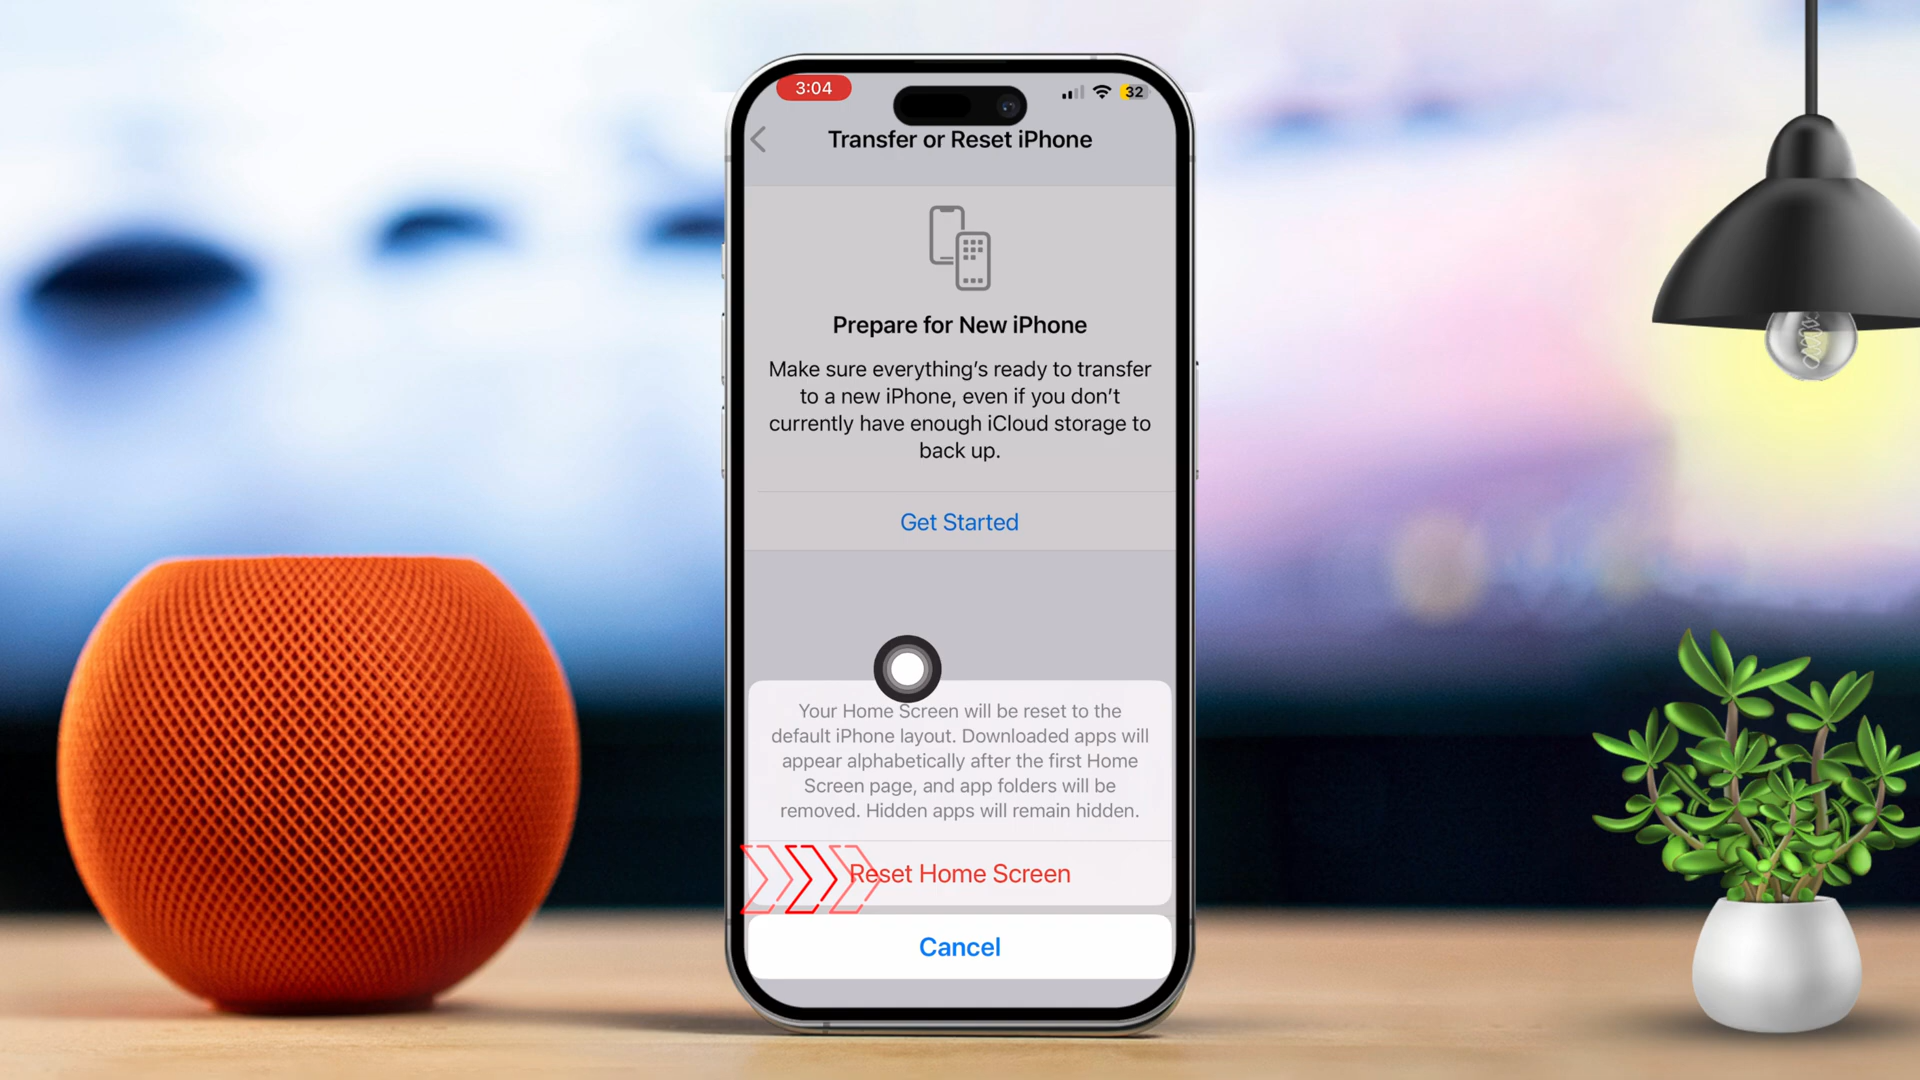 3:04
32
Transfer or Reset iPhone
Prepare for New iPhone
Make sure everything's ready to transfer
to a new iPhone, even if you don't
currently have enough iCloud storage to
back up.
Get Started
Your Home Screen will be reset to the
default iPhone layout. Downloaded apps will
appear alphabetically after the first Home
Screen page, and app folders will be
removed. Hidden apps will remain hidden.
Reset Home Screen
Cancel